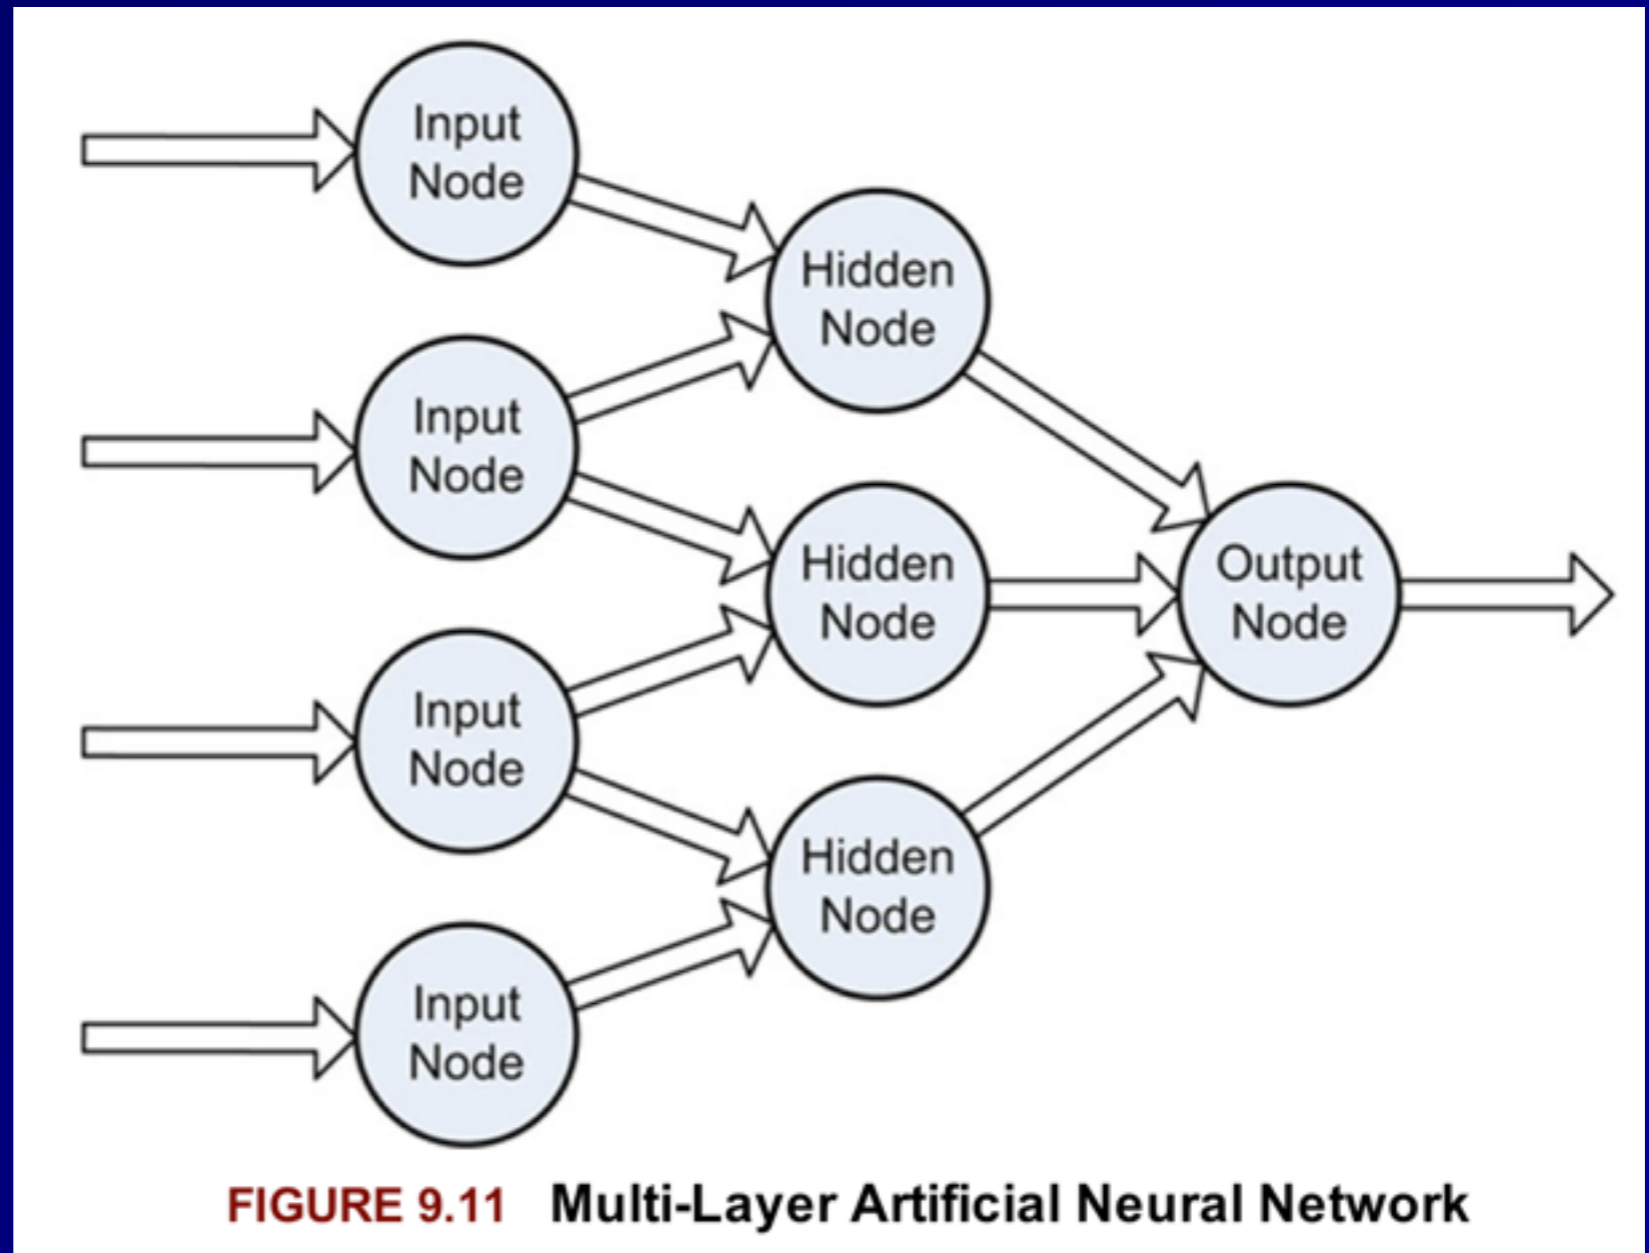 Input
Node
Input
Node
Input
Node
Input
Node
Hidden
Node
Hidden
Node
Hidden
Node
Output
Node
FIGURE 9.11 Multi-Layer Artificial Neural Network